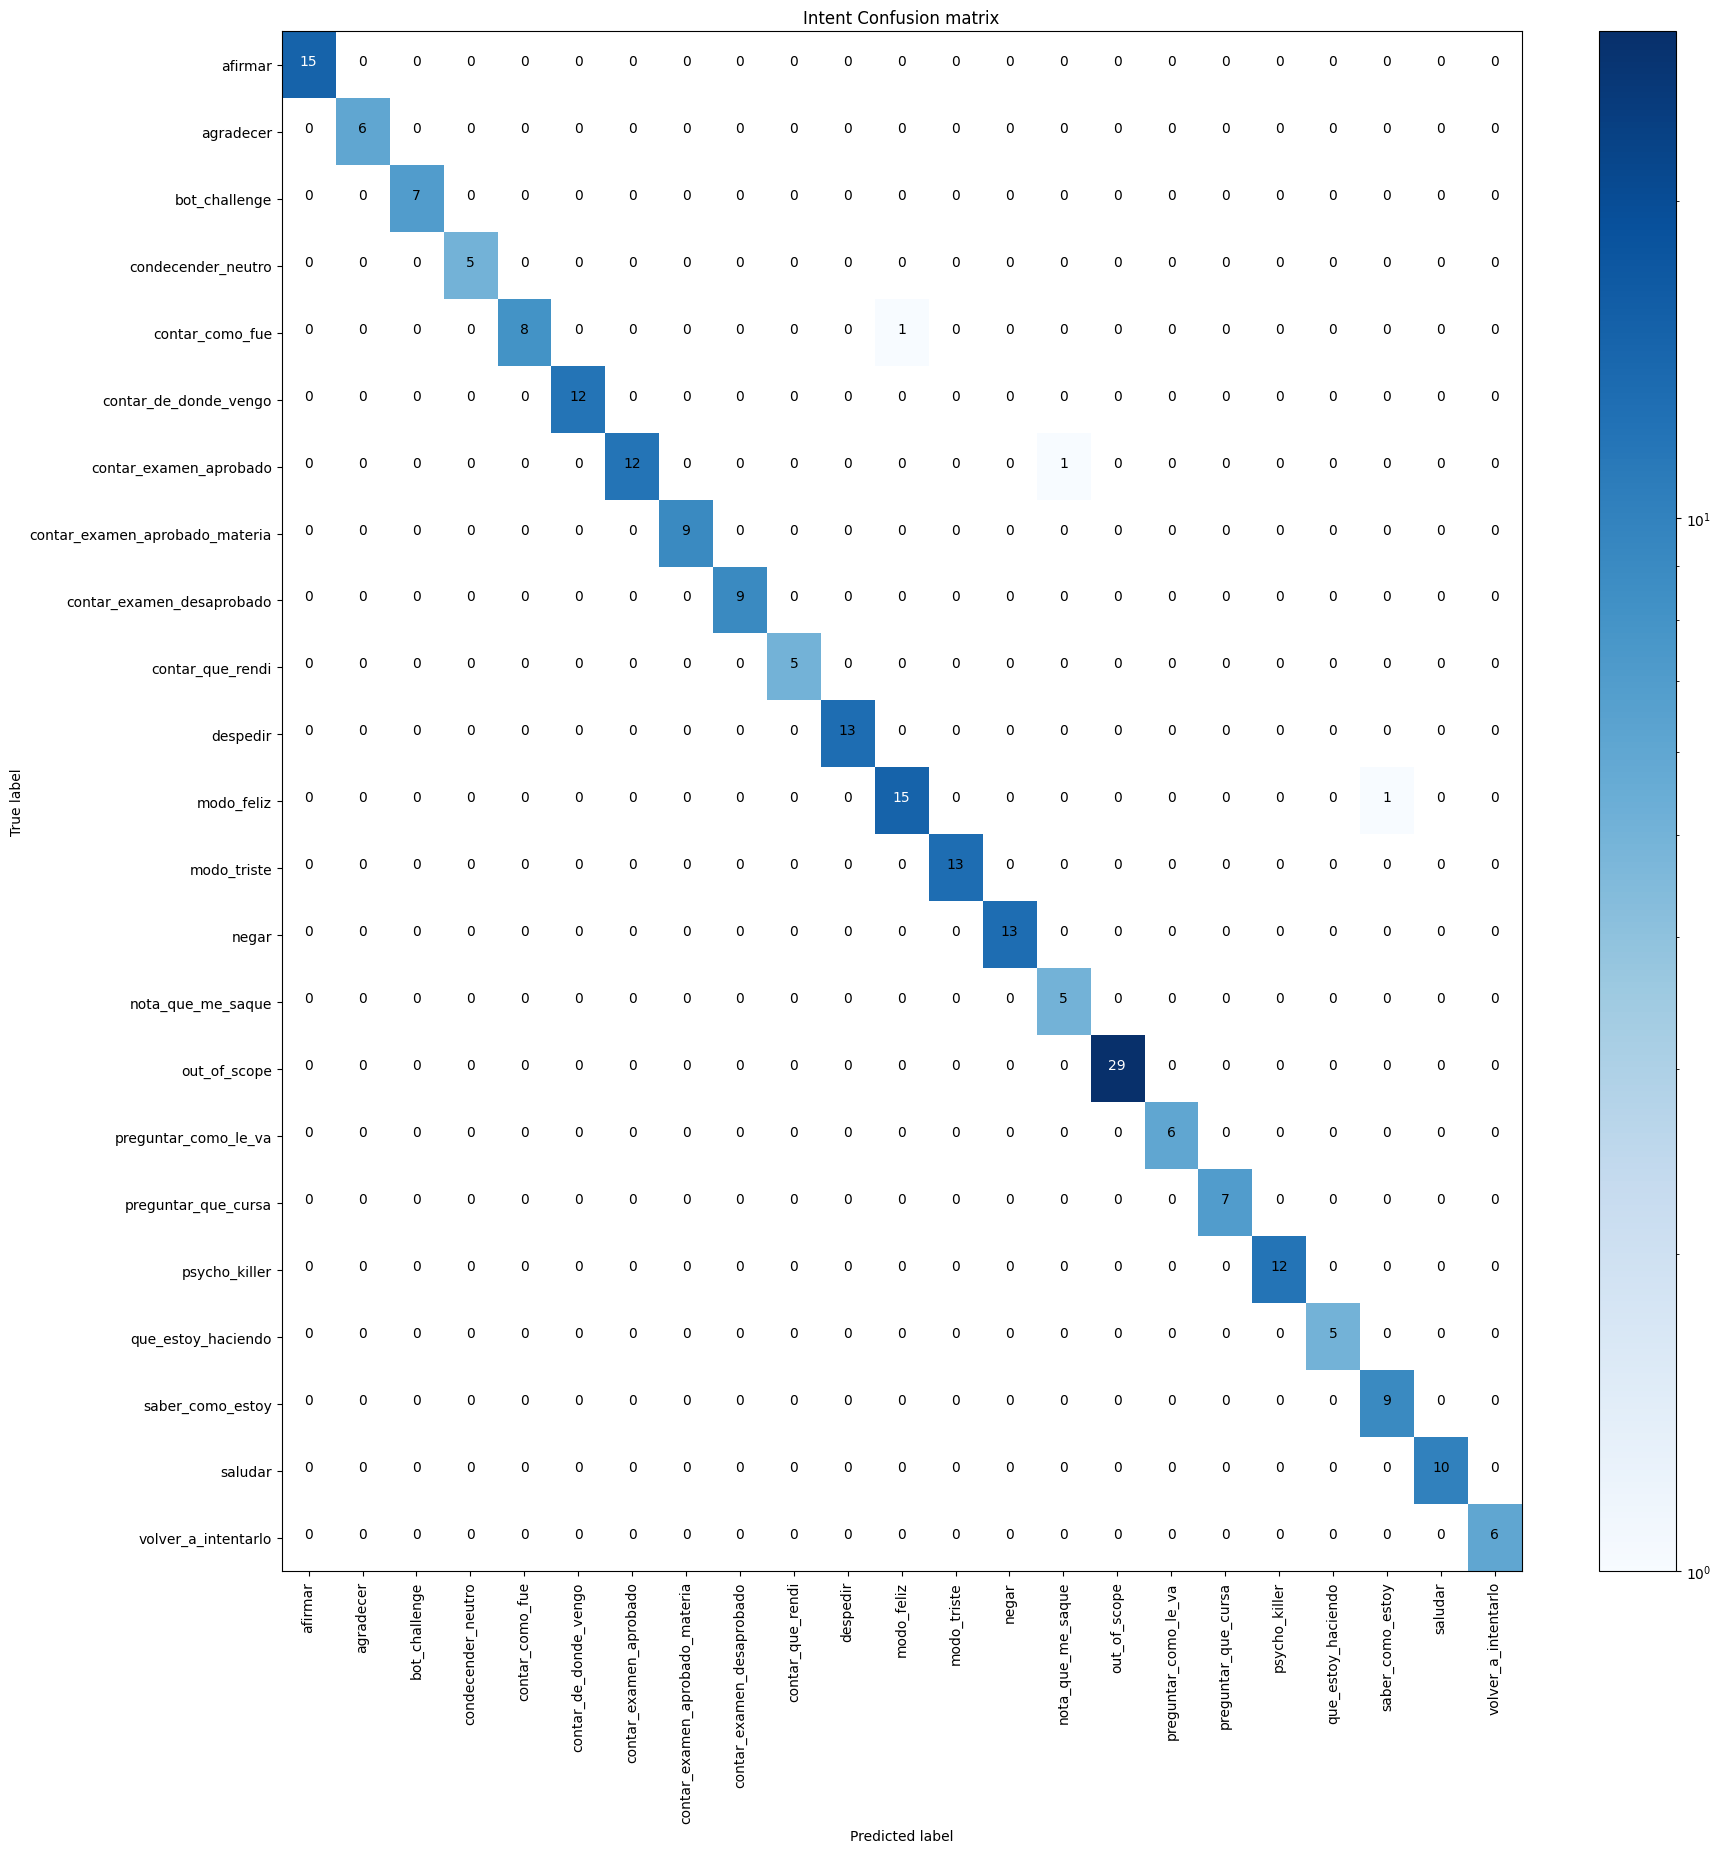 Intent Confusion matrix
afirmar 15 0 0 0 0 0 0 0 0 0 0 0 0 0 0 0 0 0 0 0 0 0 0
agradecer 0 6 0 0 0 0 0 0 0 0 0 0 0 0 0 0 0 0 0 0 0 0 0
bot_challenge 0 0 7 0 0 0 0 0 0 0 0 0 0 0 0 0 0 0 0 0 0 0 0
condecender_neutro 0 0 0 5 0 0 0 0 0 0 0 0 0 0 0 0 0 0 0 0 0 0 0
contar_como_fue 0 0 0 0 8 0 0 0 0 0 0 1 0 0 0 0 0 0 0 0 0 0 0
contar_de_donde_vengo 0 0 0 0 0 12 0 0 0 0 0 0 0 0 0 0 0 0 0 0 0 0 0
contar_examen_aprobado 0 0 0 0 0 0 12 0 0 0 0 0 0 0 1 0 0 0 0 0 0 0 0
contar_examen_aprobado_materia 0 0 0 0 0 0 0 9 0 0 0 0 0 0 0 0 0 0 0 0 0 0 0
contar_examen_desaprobado 0 0 0 0 0 0 0 0 9 0 0 0 0 0 0 0 0 0 0 0 0 0 0
contar_que_rendi 0 0 0 0 0 0 0 0 0 5 0 0 0 0 0 0 0 0 0 0 0 0 0
despedir 0 0 0 0 0 0 0 0 0 0 13 0 0 0 0 0 0 0 0 0 0 0 0
modo_feliz 0 0 0 0 0 0 0 0 0 0 0 15 0 0 0 0 0 0 0 0 1 0 0
modo_triste 0 0 0 0 0 0 0 0 0 0 0 0 13 0 0 0 0 0 0 0 0 0 0
negar 0 0 0 0 0 0 0 0 0 0 0 0 0 13 0 0 0 0 0 0 0 0 0
nota_que_me_saque 0 0 0 0 0 0 0 0 0 0 0 0 0 0 5 0 0 0 0 0 0 0 0
out_of_scope 0 0 0 0 0 0 0 0 0 0 0 0 0 0 0 29 0 0 0 0 0 0 0
preguntar_como_le_va 0 0 0 0 0 0 0 0 0 0 0 0 0 0 0 0 6 0 0 0 0 0 0
preguntar_que_cursa 0 0 0 0 0 0 0 0 0 0 0 0 0 0 0 0 0 7 0 0 0 0 0
psycho_killer 0 0 0 0 0 0 0 0 0 0 0 0 0 0 0 0 0 0 12 0 0 0 0
que_estoy_haciendo 0 0 0 0 0 0 0 0 0 0 0 0 0 0 0 0 0 0 0 5 0 0 0
saber_como_estoy 0 0 0 0 0 0 0 0 0 0 0 0 0 0 0 0 0 0 0 0 9 0 0
saludar 0 0 0 0 0 0 0 0 0 0 0 0 0 0 0 0 0 0 0 0 0 10 0
volver_a_intentarlo 0 0 0 0 0 0 0 0 0 0 0 0 0 0 0 0 0 0 0 0 0 0 6
True label
afirmar
agradecer
bot_challenge
condecender_neutro
contar_como_fue
contar_de_donde_vengo
contar_examen_aprobado
contar_examen_aprobado_materia
contar_examen_desaprobado
contar_que_rendi
despedir
modo_feliz
modo_triste
negar
nota_que_me_saque
out_of_scope
preguntar_como_le_va
preguntar_que_cursa
psycho_killer
que_estoy_haciendo
saber_como_estoy
saludar
volver_a_intentarlo
Predicted label
10¹
10⁰